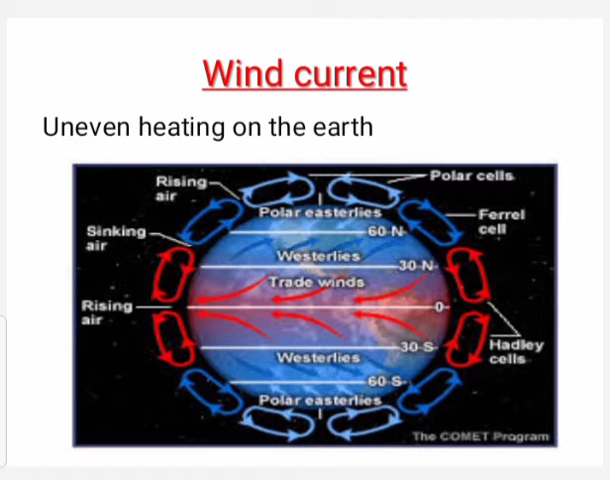 Wind current
Uneven heating on the earth
Rising
air
Polar cells
Polar easterlies
Ferrel
cell
60 N
Sinking
air
Westerlies
30 N
Trade winds
Rising
air
0
30 S
Hadley
cells
Westerlies
60 S
Polar easterlies
The COMET Program